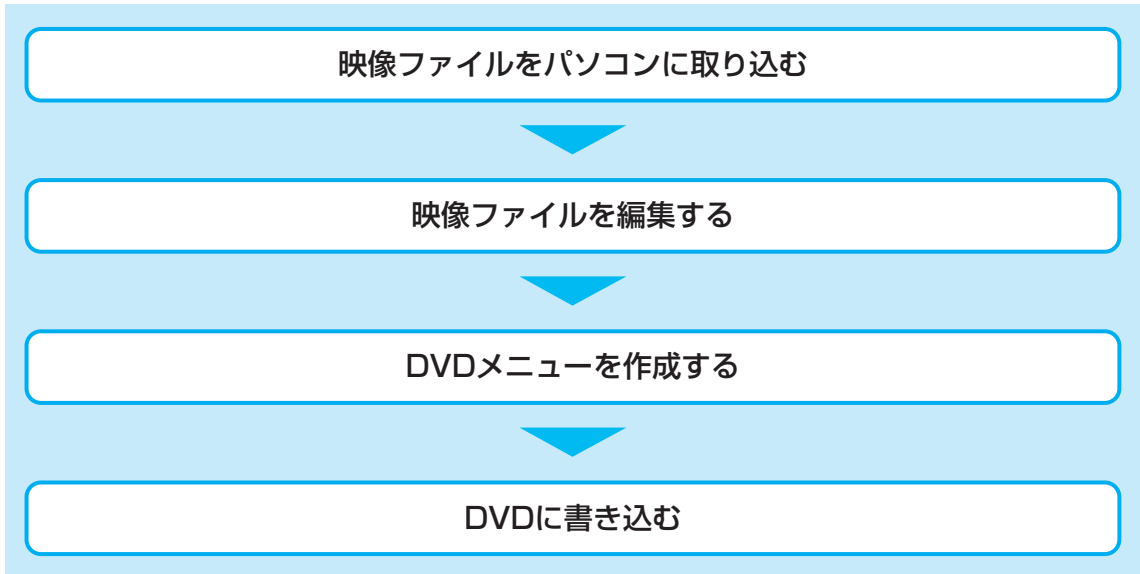 映像ファイルをパソコンに取り込む
映像ファイルを編集する
DVDメニューを作成する
DVDに書き込む